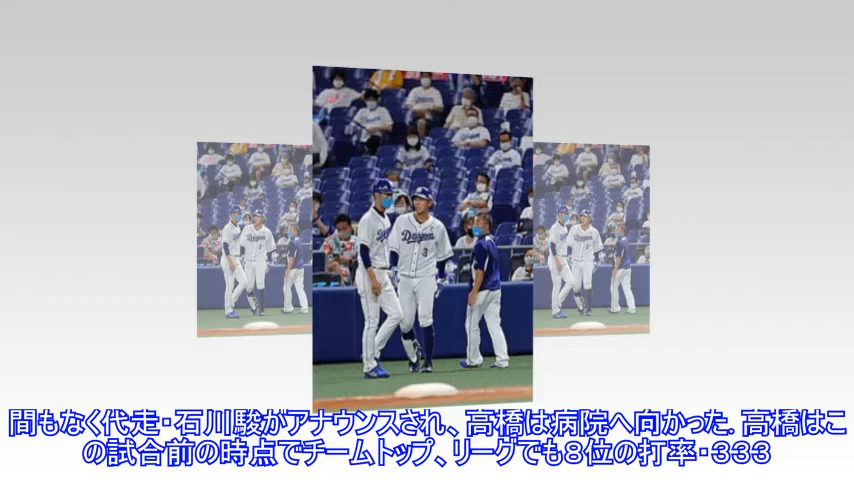 Dragons
3
間もなく代走・石川駿がアナウンスされ、高橋は病院へ向かった. 高橋はこ
の試合前の時点でチームトップ、リーグでも８位の打率・３３３